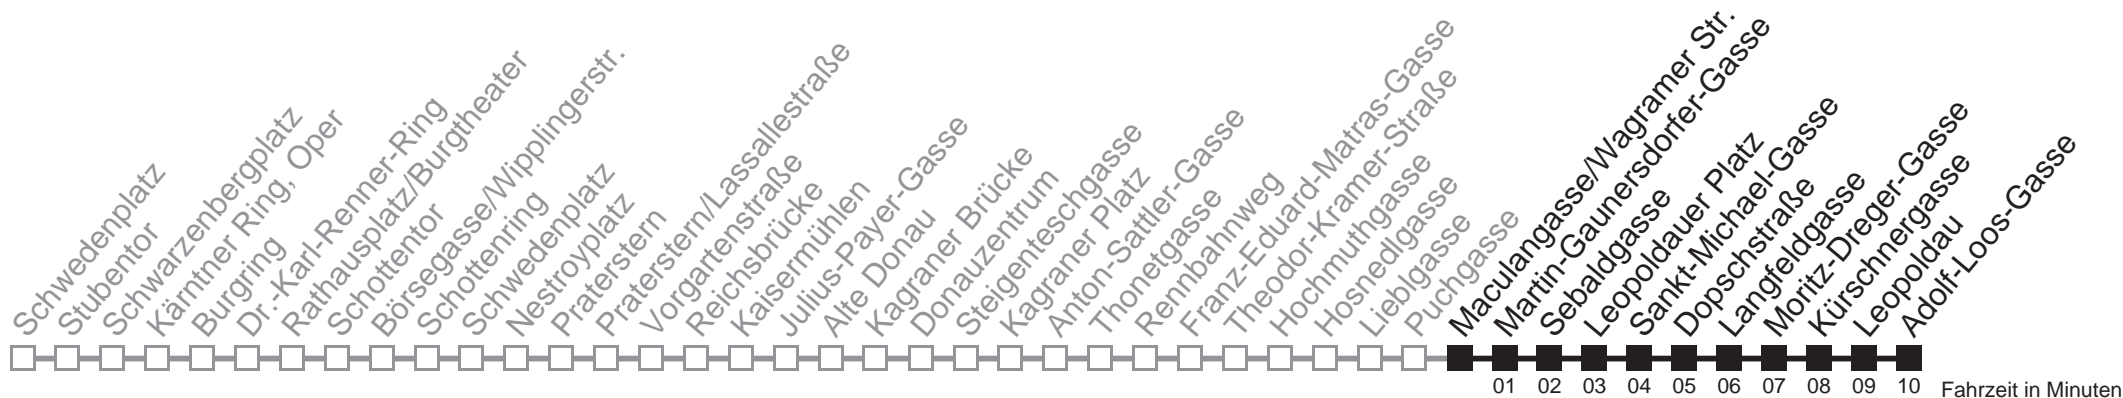 Schwedenplatz
Stubentor
Schwarzenbergplatz
Kärntner Ring, Oper
Burgring
Dr.-Karl-Renner-Ring
Rathausplatz/Burgtheater
Schottentor
Börsegasse/Wipplingerstr.
Schottenring
Schwedenplatz
Nestroyplatz
Praterstern
Praterstern/Lassallestraße
Vorgartenstraße
Reichsbrücke
Kaisermühlen
Julius-Payer-Gasse
Alte Donau
Kagraner Brücke
Donauzentrum
Steigenteschgasse
Kagraner Platz
Anton-Sattler-Gasse
Thonetgasse
Rennbahnweg
Franz-Eduard-Matras-Gasse
Theodor-Kramer-Straße
Hochmuthgasse
Hosnedlgasse
Lieblgasse
Puchgasse
Maculangasse/Wagramer Str.
Martin-Gaunersdorfer-Gasse
Sebaldgasse
Leopoldauer Platz
Sankt-Michael-Gasse
Dopschstraße
Langfeldgasse
Moritz-Dreger-Gasse
Kürschnergasse
Leopoldau
Adolf-Loos-Gasse
01 02 03 04 05 06 07 08 09 10 Fahrzeit in Minuten